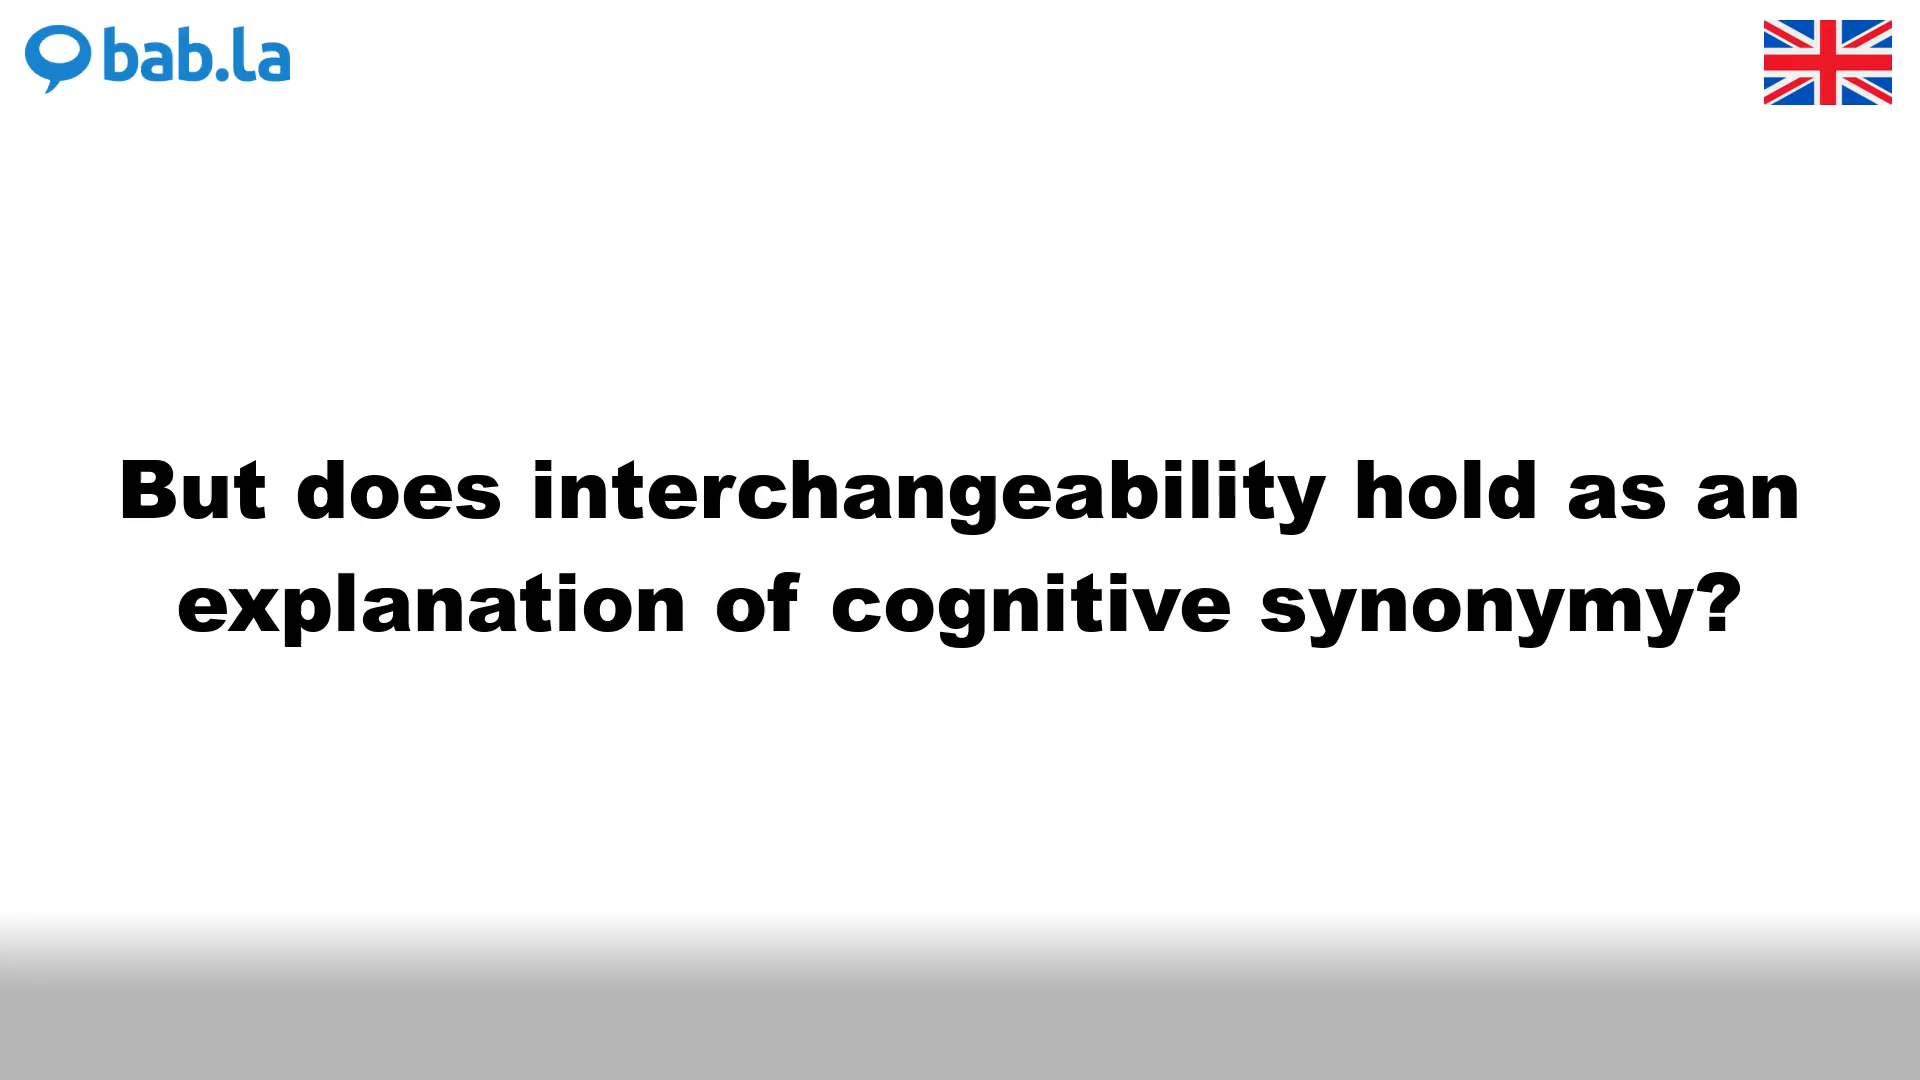 bab.la
But does interchangeability hold as an
explanation of cognitive synonymy?